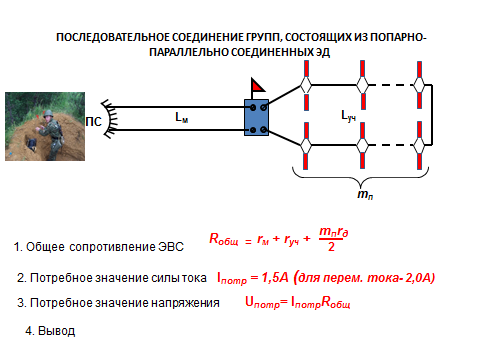 ПОСЛЕДОВАТЕЛЬНОЕ СОЕДИНЕНИЕ ГРУПП, СОСТОЯЩИХ ИЗ ПОПАРНО-
ПАРАЛЛЕЛЬНО СОЕДИНЕННЫХ ЭД
ПС
Lм
Lуч
mп
1. Общее сопротивление ЭВС Rобщ = rм + rуч + mпrд / 2
2. Потребное значение силы тока Iпотр = 1,5А (для перем. тока- 2,0А)
3. Потребное значение напряжения Uпотр= IпотрRобщ
4. Вывод